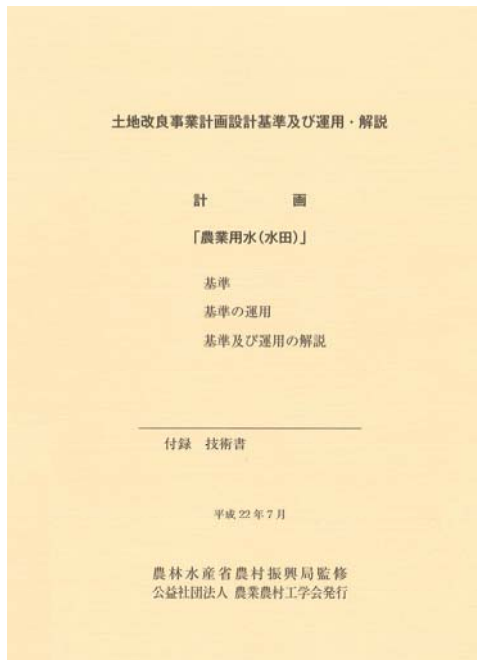 土地改良事業計画設計基準及び運用・解説
計画
「農業用水（水田）」
基準
基準の運用
基準及び運用の解説
付録 技術書
平成22年7月
農林水産省農村振興局監修
公益社団法人 農業農村工学会発行